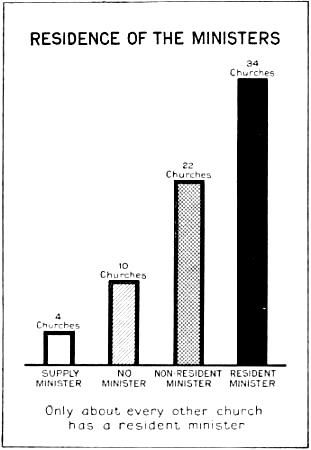 RESIDENCE OF THE MINISTERS
34
Churches
22
Churches
10
Churches
4
Churches
SUPPLY MINISTER
NO MINISTER
NON-RESIDENT MINISTER
RESIDENT MINISTER
Only about every other church
has a resident minister